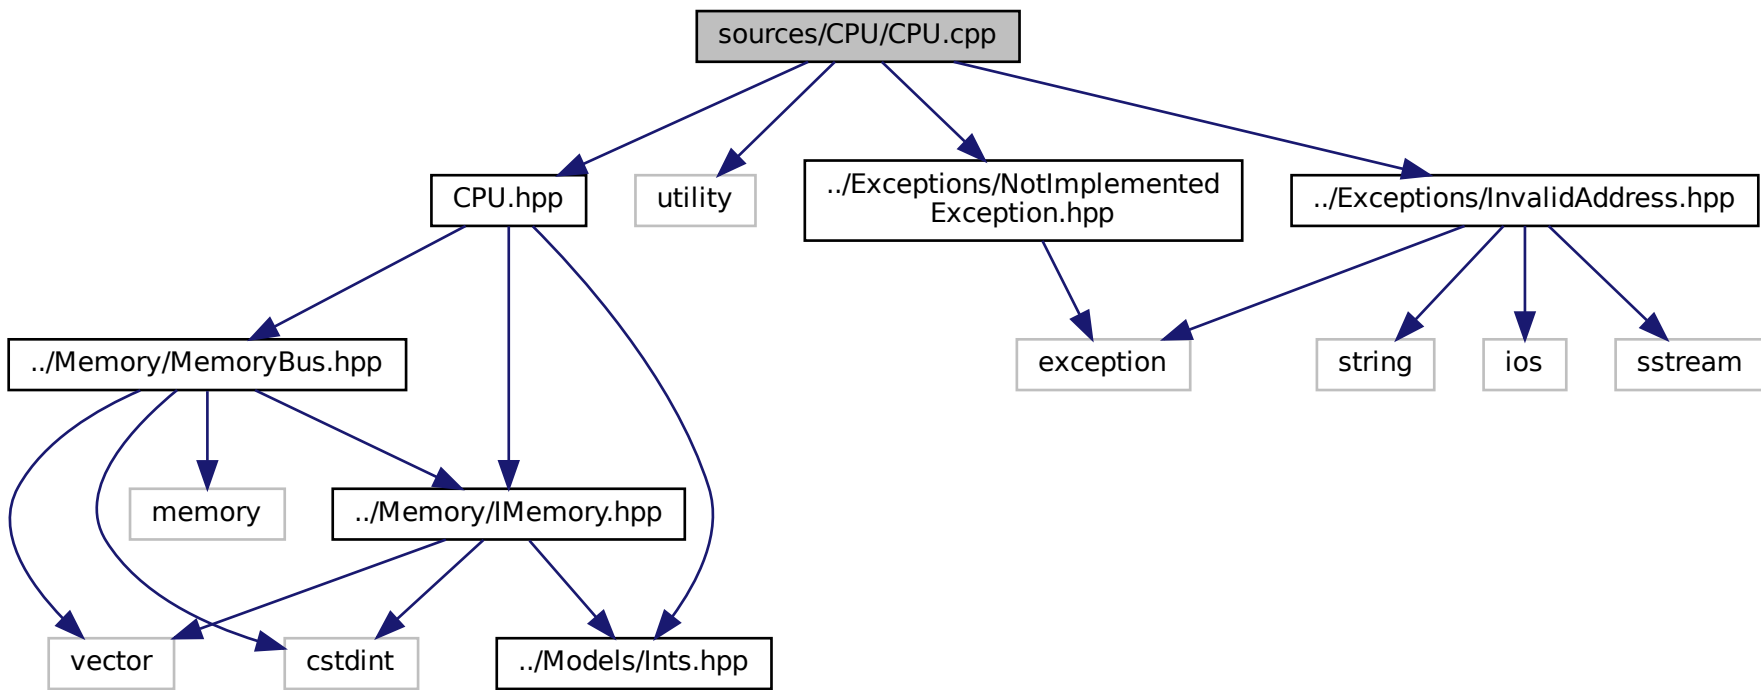 sources/CPU/CPU.cpp
CPU.hpp
utility
../Exceptions/NotImplemented
Exception.hpp
../Exceptions/InvalidAddress.hpp
../Memory/MemoryBus.hpp
exception
string
ios
sstream
memory
../Memory/IMemory.hpp
vector
cstdint
../Models/Ints.hpp